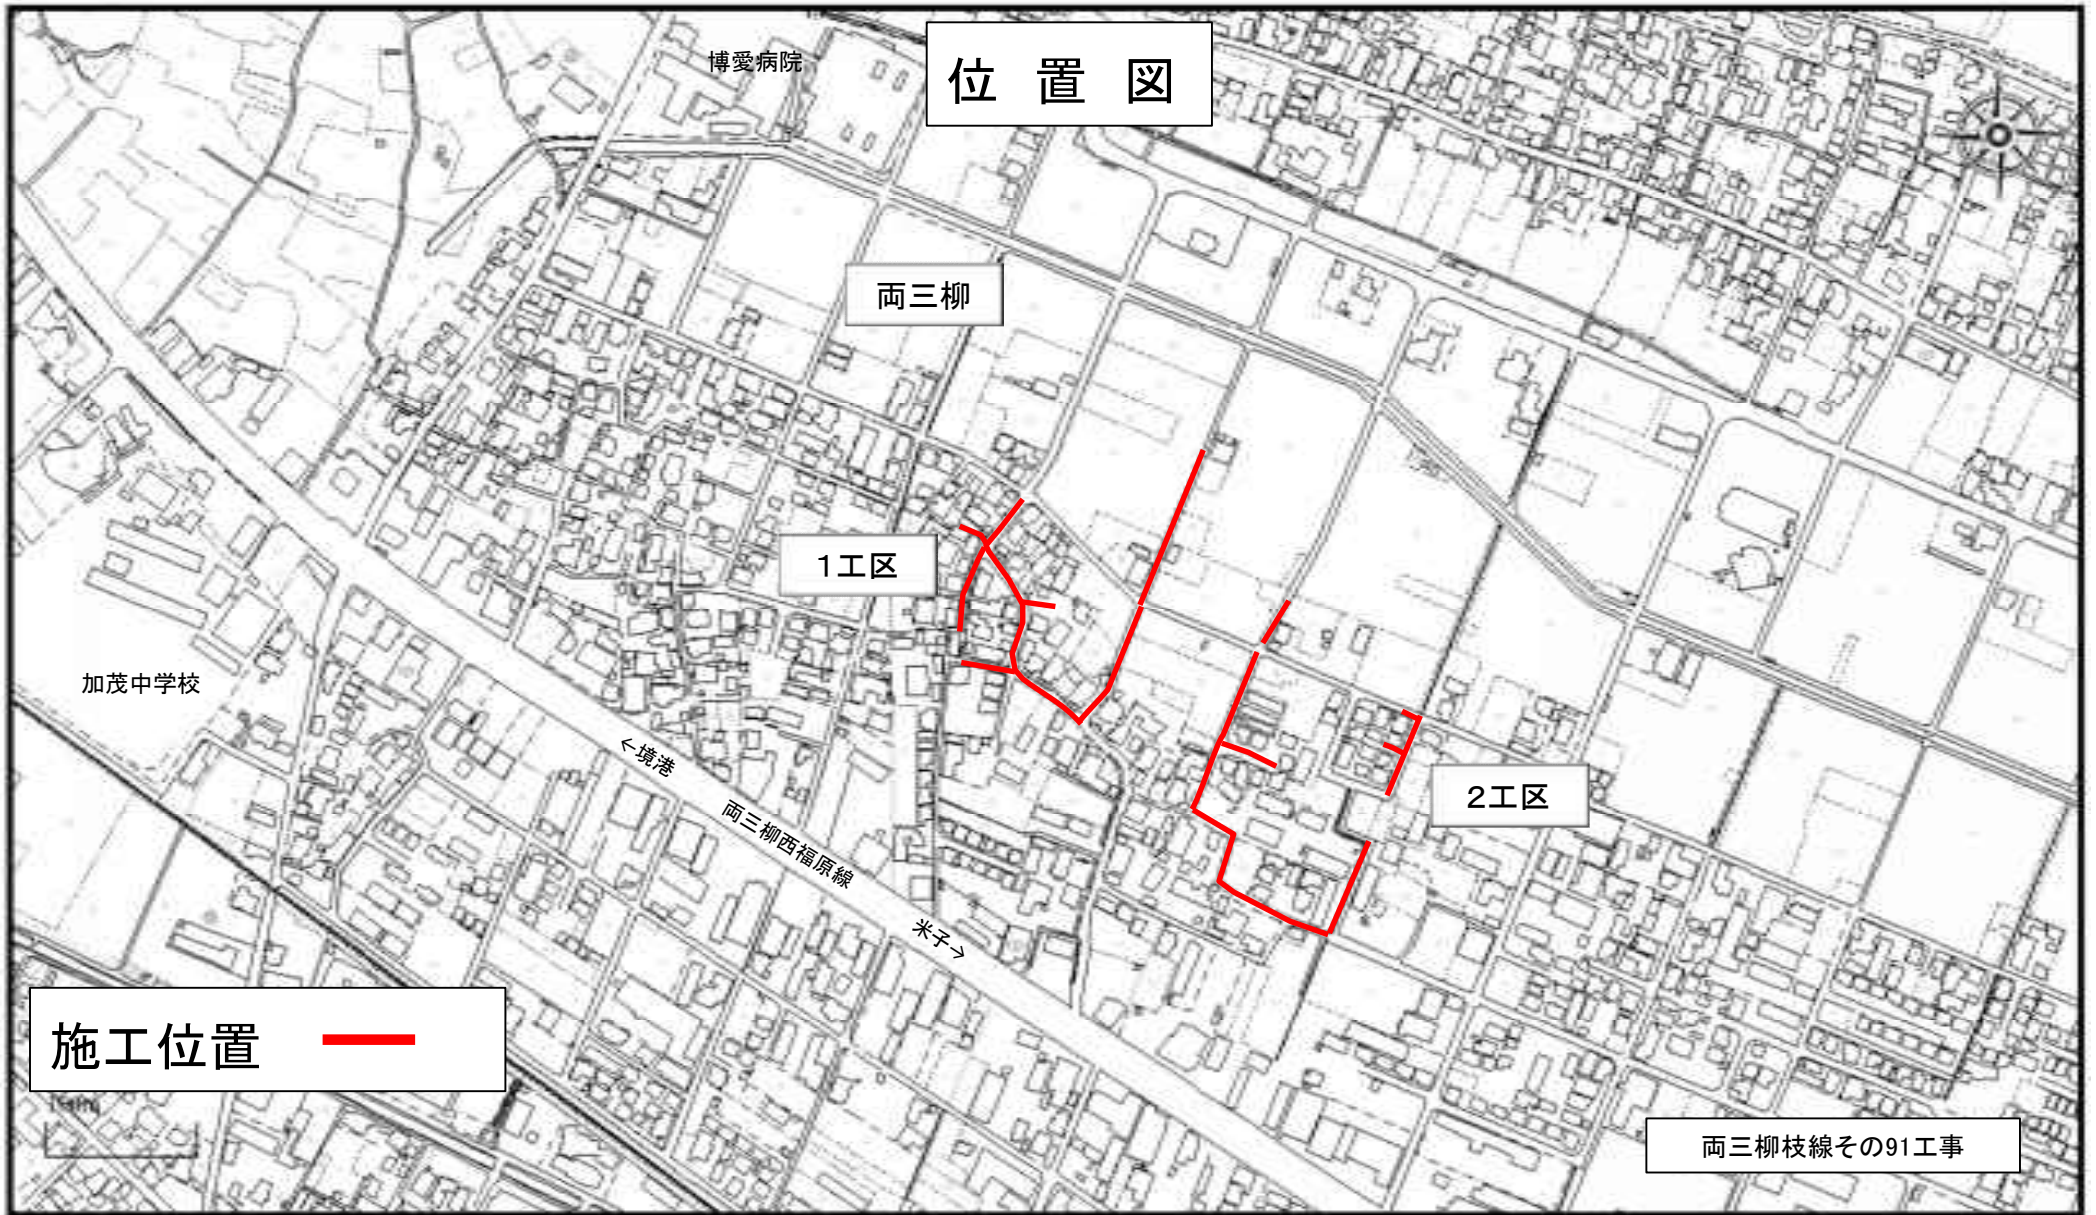 博愛病院
位 置 図
両三柳
1工区
加茂中学校
←境港
両三柳西福原線
米子→
2工区
施工位置
両三柳枝線その91工事